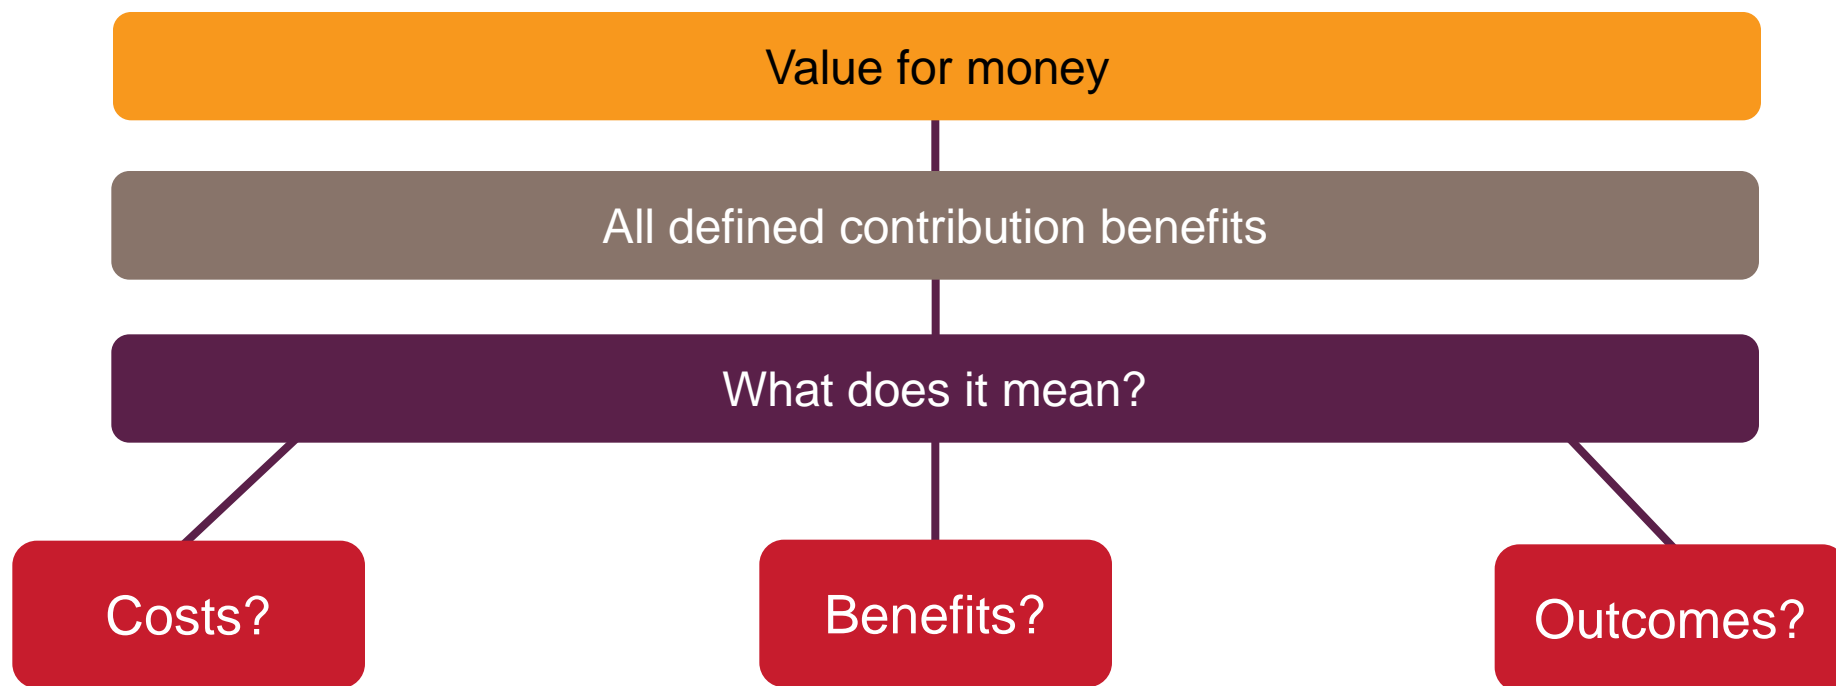 Value for money
All defined contribution benefits
What does it mean?
Costs?
Benefits?
Outcomes?